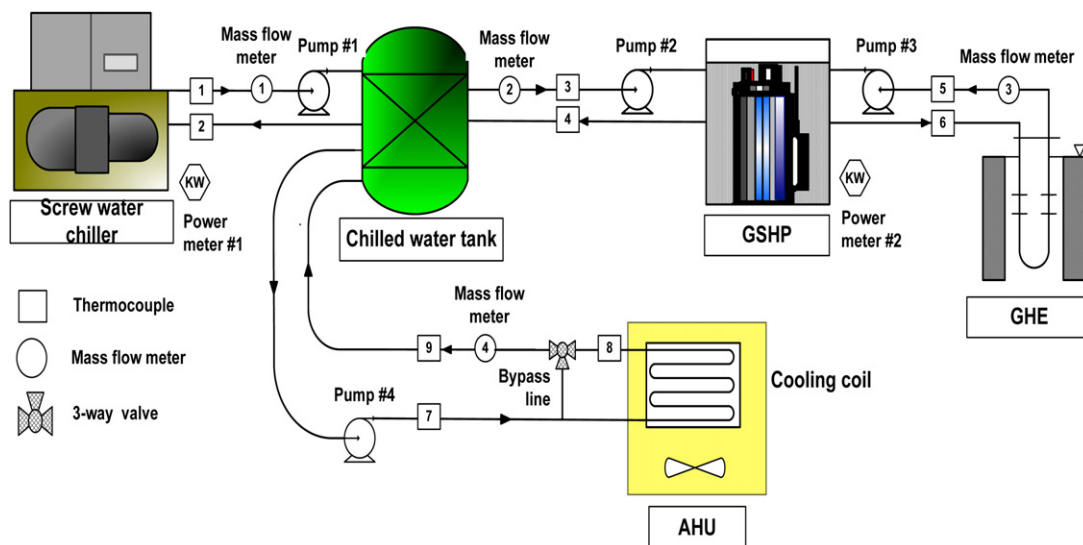 Mass flow
meter
Pump #1
Mass flow
meter
Pump #2
Pump #3
Mass flow meter
1
1
2
3
5
3
2
4
6
KW
KW
Screw water
chiller
Power
meter #1
Chilled water tank
GSHP
Power
meter #2
GHE
Thermocouple
Mass flow meter
3-way valve
Mass flow
meter
9
4
8
Bypass
line
Cooling coil
Pump #4
7
AHU